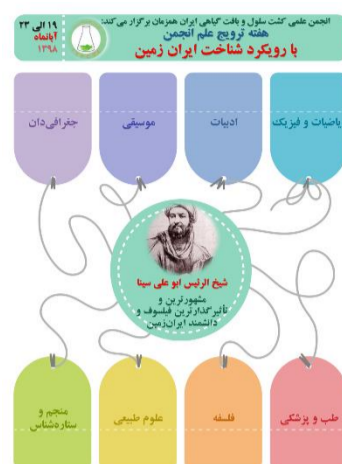 انجمن علمی کشت سلول و بافت گیاهی ایران همزمان برگزار می‌کند:
هفته ترویج علم انجمن
با رویکرد شناخت ایران زمین
۱۹ الی ۲۳
آبانماه
۱۳۹۸
ریاضیات و فیزیک
ادبیات
موسیقی
جغرافی‌دان
شیخ الرئیس ابو علی سینا
مشهورترین و
تأثیرگذارترین فیلسوف و
دانشمند ایران‌زمین
طب و پزشکی
فلسفه
علوم طبیعی
منجم و
ستاره‌شناس